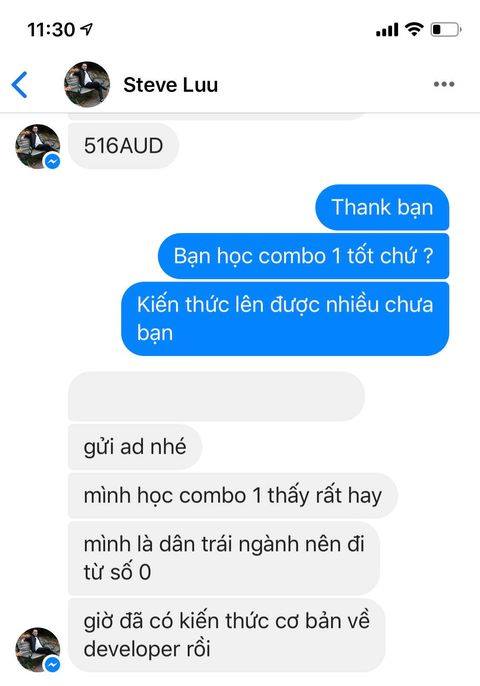 11:30
Steve Luu
516AUD
Thank bạn
Bạn học combo 1 tốt chứ ?
Kiến thức lên được nhiều chưa
bạn
gửi ad nhé
mình học combo 1 thấy rất hay
mình là dân trái ngành nên đi
từ số 0
giờ đã có kiến thức cơ bản về
developer rồi